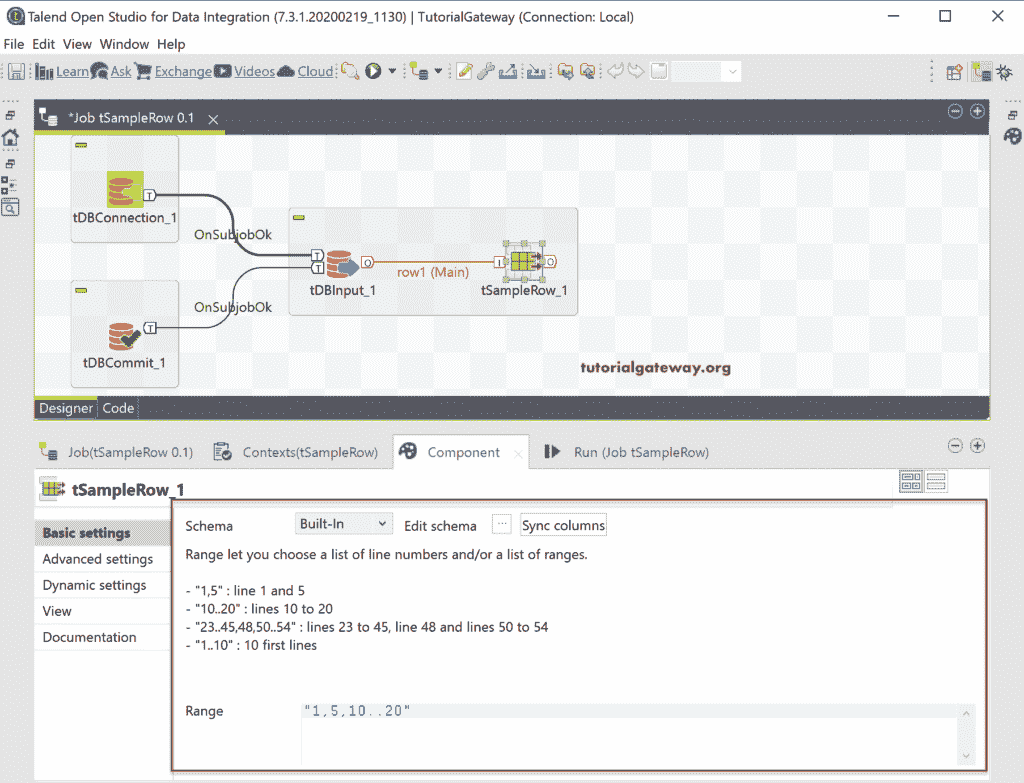 Talend Open Studio for Data Integration (7.3.1.20200219_1130) | TutorialGateway (Connection: Local)
File Edit View Window Help
Learn Ask Exchange Videos Cloud
*Job tSampleRow 0.1
T
tDBConnection_1
OnSubjobOk
T
T
O
row1 (Main)
I
O
tDBInput_1
tSampleRow_1
OnSubjobOk
T
tDBCommit_1
tutorialgateway.org
Designer Code
Job(tSampleRow 0.1) Contexts(tSampleRow) Component Run (Job tSampleRow)
tSampleRow_1
Basic settings
Advanced settings
Dynamic settings
View
Documentation
Schema Built-In Edit schema ... Sync columns
Range let you choose a list of line numbers and/or a list of ranges.
- "1,5" : line 1 and 5
- "10..20" : lines 10 to 20
- "23..45,48,50..54" : lines 23 to 45, line 48 and lines 50 to 54
- "1..10" : 10 first lines
Range "1,5,10..20"